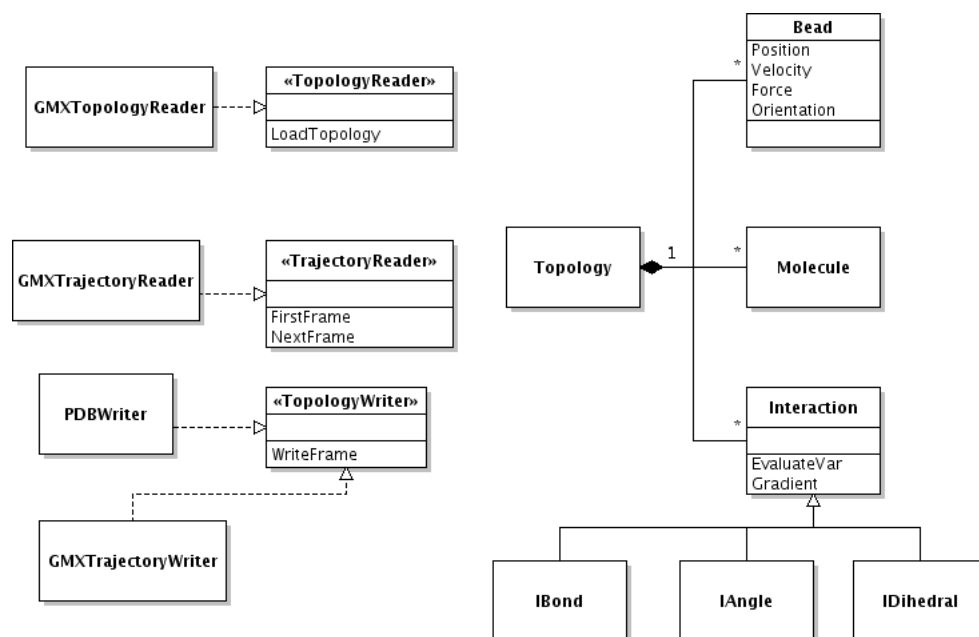 GMXTopologyReader
«TopologyReader»
LoadTopology
GMXTrajectoryReader
«TrajectoryReader»
FirstFrame
NextFrame
PDBWriter
«TopologyWriter»
WriteFrame
GMXTrajectoryWriter
Bead
Position
Velocity
Force
Orientation
*
Topology
1
*
Molecule
*
Interaction
EvaluateVar
Gradient
IBond
IAngle
IDihedral